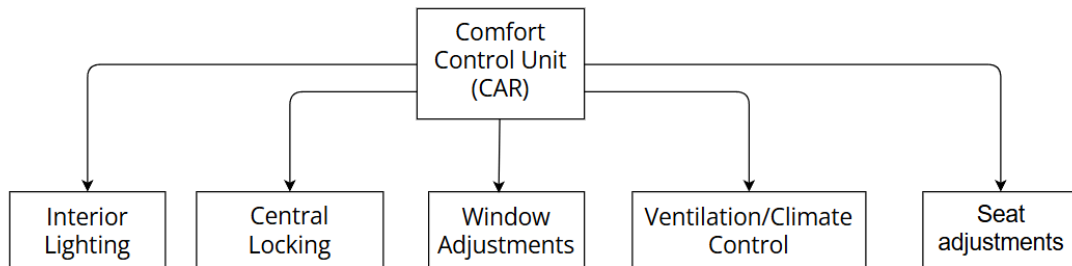 Comfort
Control Unit
(CAR)
Interior
Lighting
Central
Locking
Window
Adjustments
Ventilation/Climate
Control
Seat
adjustments